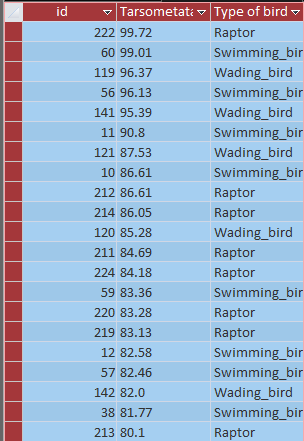 id Tarsometata Type of bird
222 99.72 Raptor
60 99.01 Swimming_bir
119 96.37 Wading_bird
56 96.13 Swimming_bir
141 95.39 Wading_bird
11 90.8 Swimming_bir
121 87.53 Wading_bird
10 86.61 Swimming_bir
212 86.61 Raptor
214 86.05 Raptor
120 85.28 Wading_bird
211 84.69 Raptor
224 84.18 Raptor
59 83.36 Swimming_bir
220 83.28 Raptor
219 83.13 Raptor
12 82.58 Swimming_bir
57 82.46 Swimming_bir
142 82.0 Wading_bird
38 81.77 Swimming_bir
213 80.1 Raptor